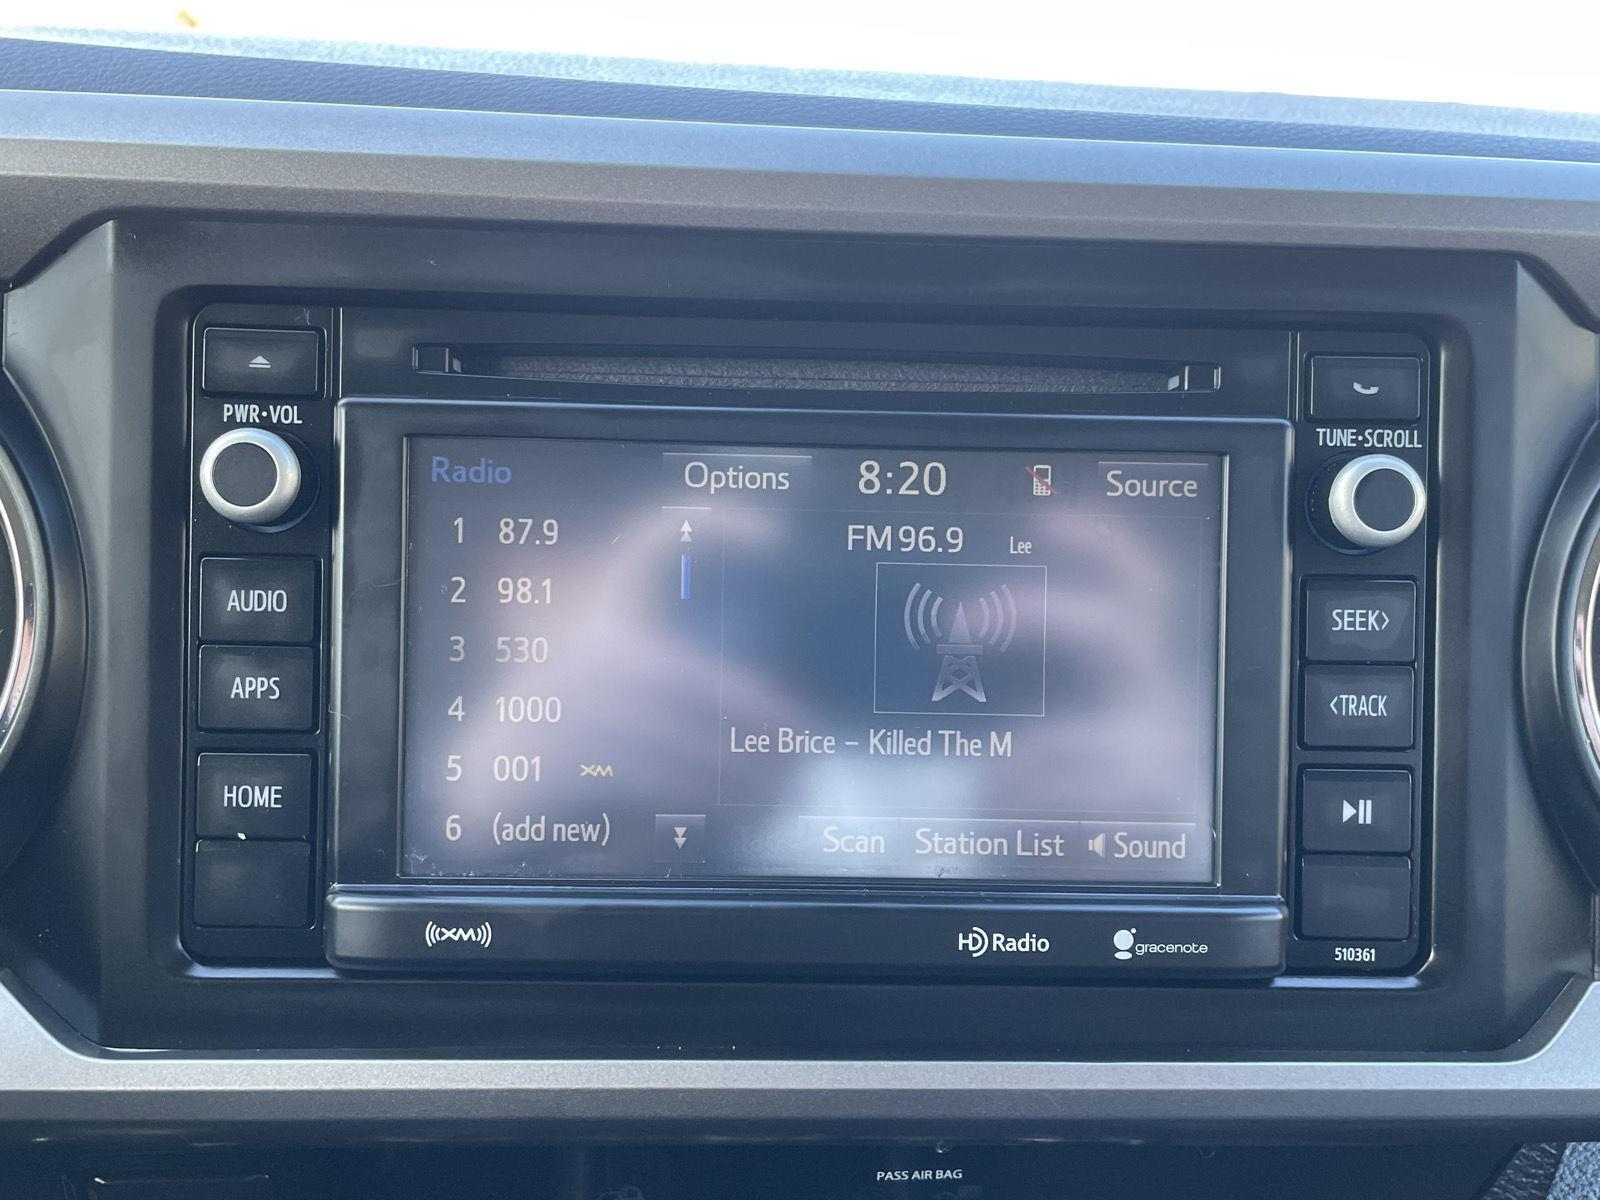 PWR•VOL
AUDIO
APPS
HOME
Radio Options 8:20 Source
1 87.9
2 98.1
3 530
4 1000
5 001 XM
6 (add new)
FM 96.9 Lee
Lee Brice – Killed The M
Scan Station List Sound
TUNE•SCROLL
SEEK>
<TRACK
510361
XM HD Radio gracenote
PASS AIR BAG